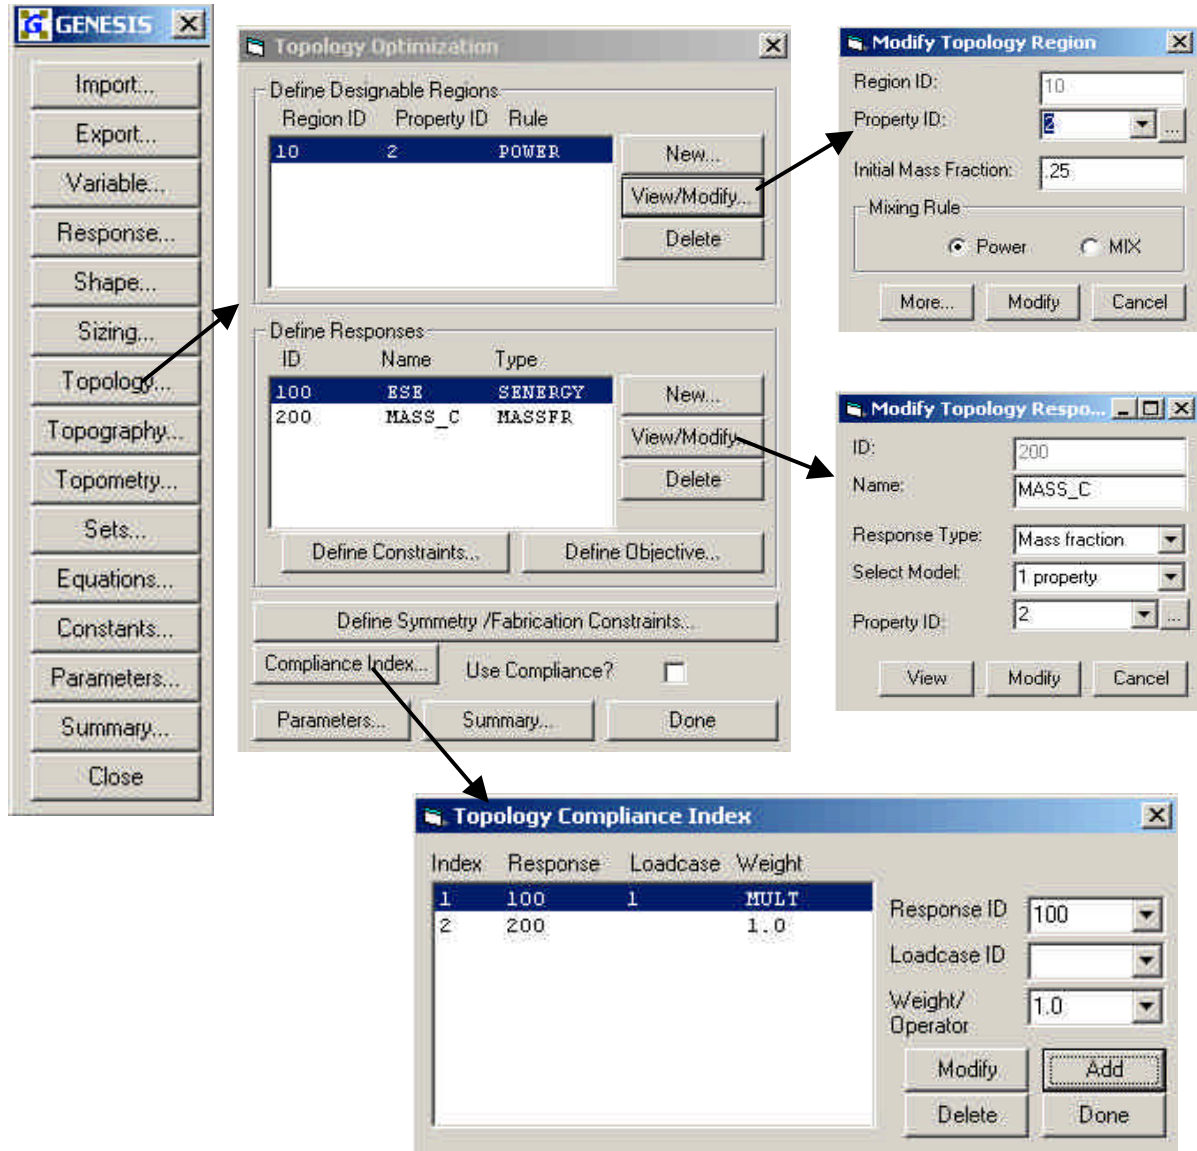 GENESIS
Import...
Export...
Variable...
Response...
Shape...
Sizing...
Topology...
Topography...
Topometry...
Sets...
Equations...
Constants...
Parameters...
Summary...
Close
Topology Optimization
Define Designable Regions
Region ID Property ID Rule
10 2 POWER
New...
View/Modify...
Delete
Define Responses
ID Name Type
100 ESE SENERGY
200 MASS_C MASSFR
New...
View/Modify...
Delete
Define Constraints...
Define Objective...
Define Symmetry /Fabrication Constraints...
Compliance Index...
Use Compliance?
Parameters...
Summary...
Done
Modify Topology Region
Region ID: 10
Property ID: 2 ...
Initial Mass Fraction: .25
Mixing Rule
Power MIX
More... Modify Cancel
Modify Topology Respo...
ID: 200
Name: MASS_C
Response Type: Mass fraction
Select Model: 1 property
Property ID: 2 ...
View Modify Cancel
Topology Compliance Index
Index Response Loadcase Weight
1 100 1 MULT
2 200 1.0
Response ID 100
Loadcase ID
Weight/
Operator 1.0
Modify Add
Delete Done